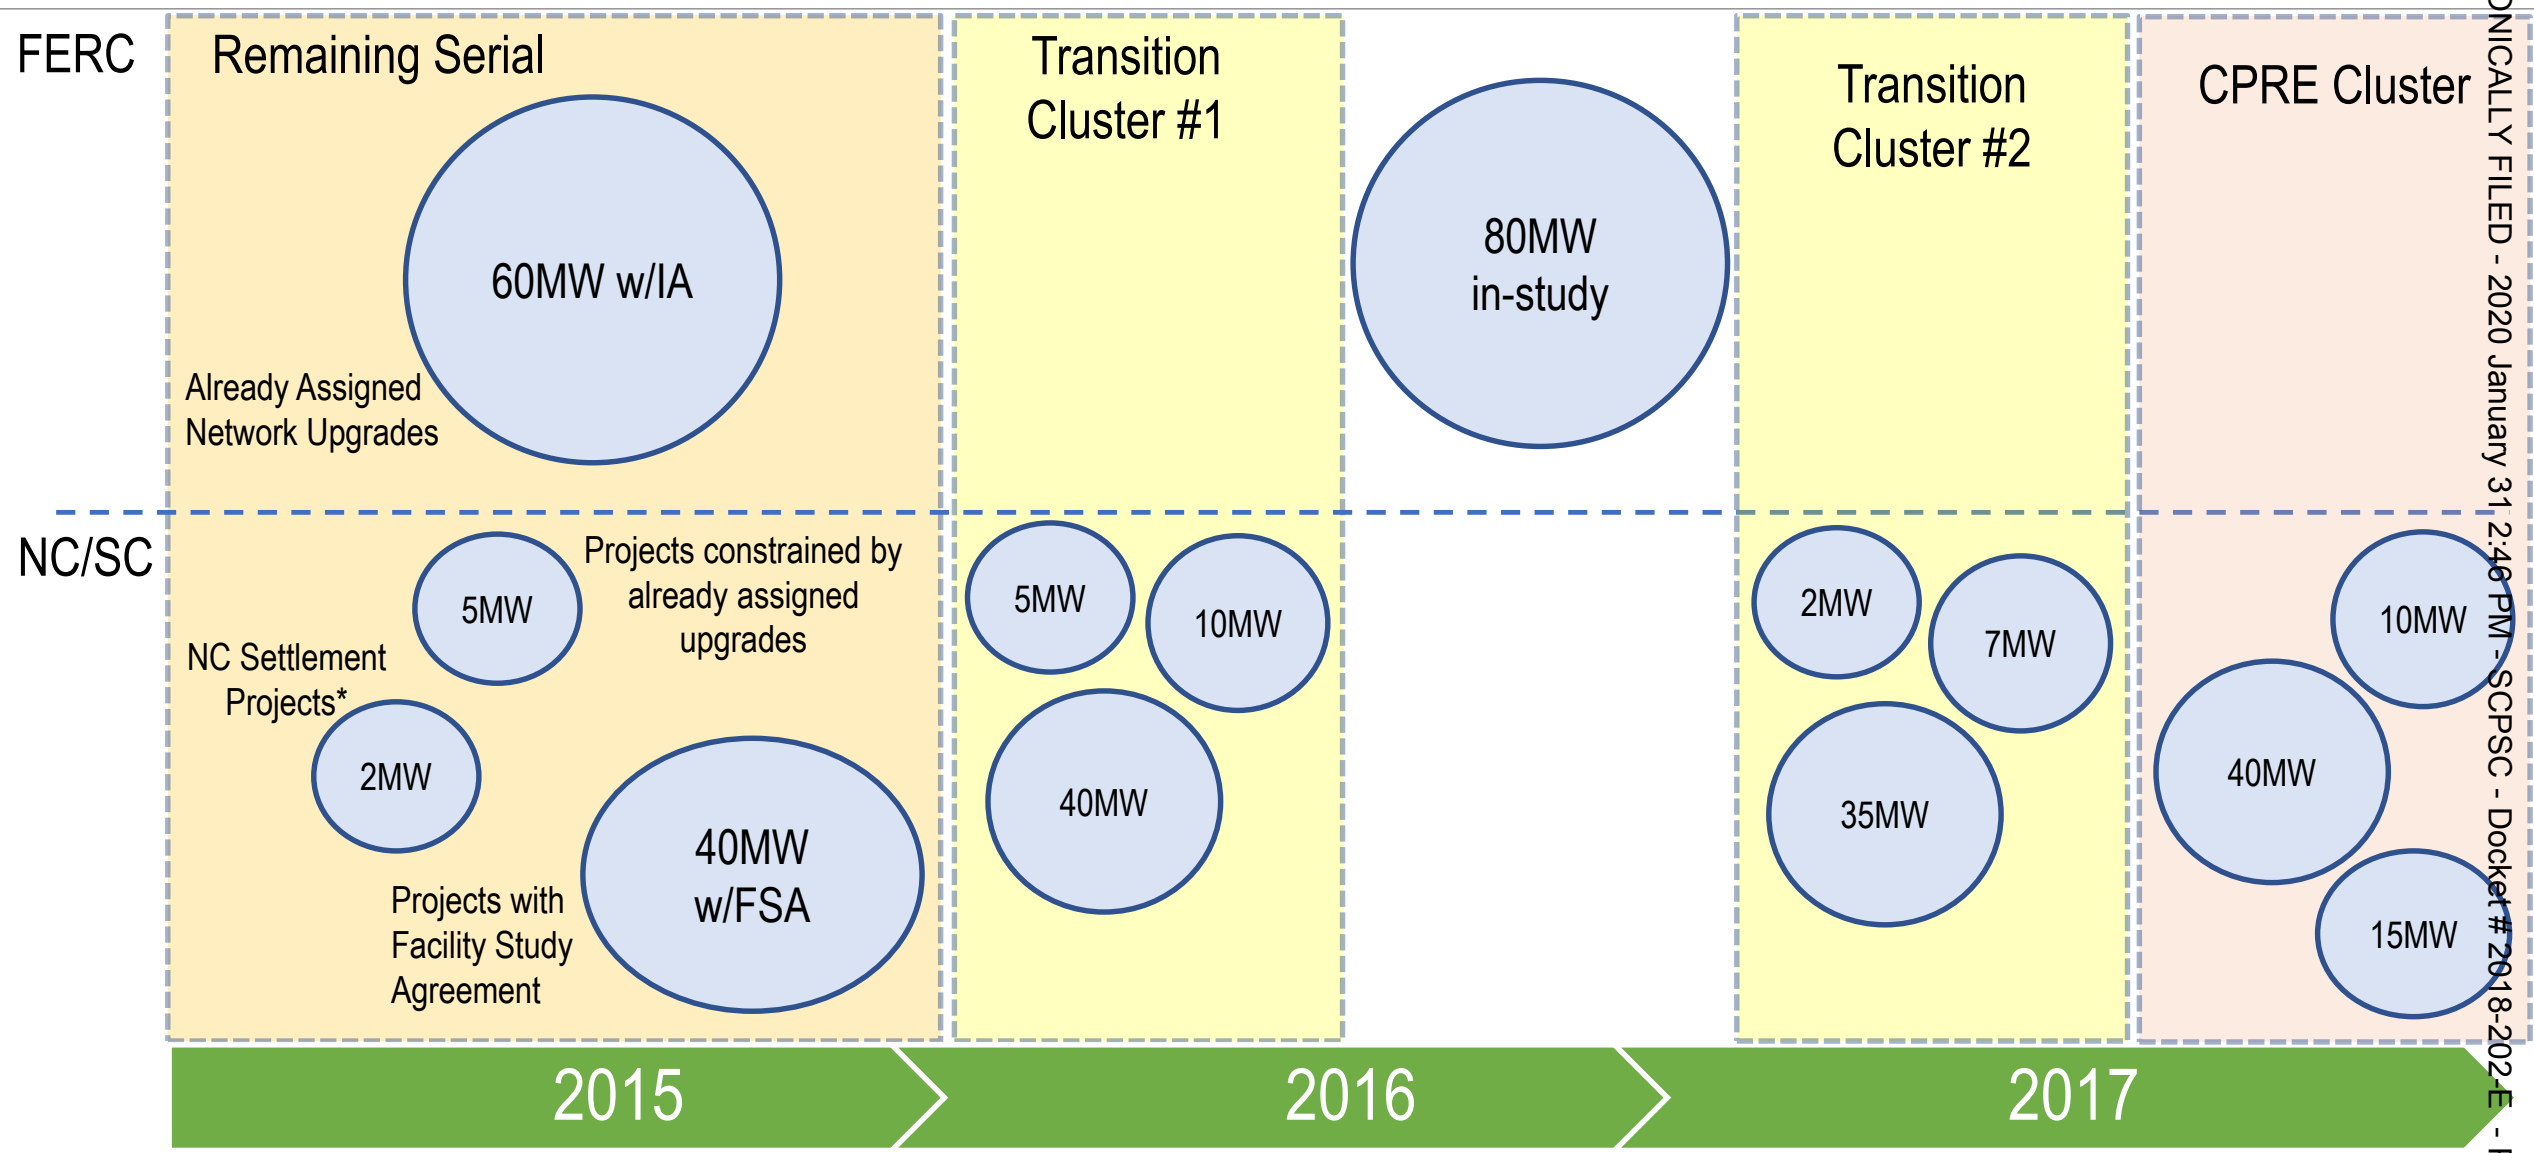 FERC
Remaining Serial
Transition
Cluster #1
Transition
Cluster #2
CPRE Cluster
60MW w/IA
80MW
in-study
Already Assigned
Network Upgrades
NC/SC
5MW
Projects constrained by
already assigned
upgrades
NC Settlement
Projects*
2MW
40MW
w/FSA
Projects with
Facility Study
Agreement
5MW
10MW
40MW
2MW
7MW
35MW
10MW
40MW
15MW
2015
2016
2017
FILED - 2020 January 31 2:46 PM - SCPSC - Docket # 2018-202-E -